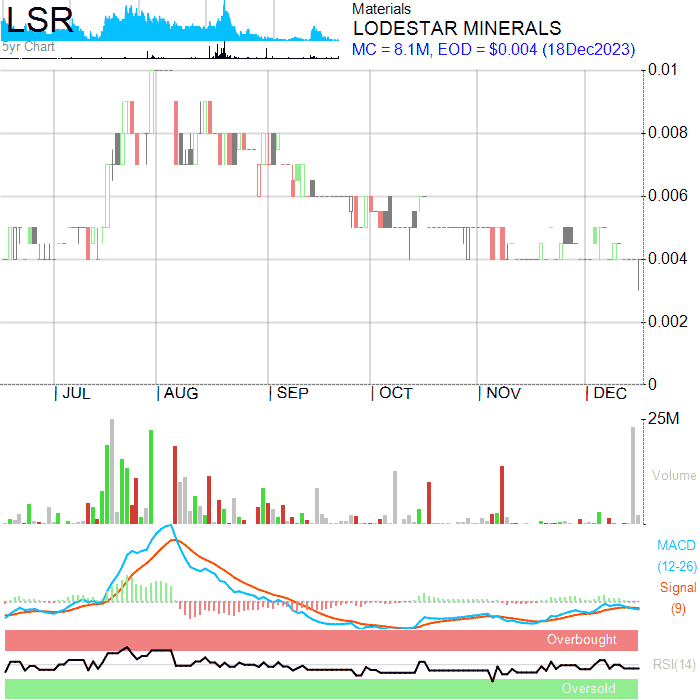 LSR
5yr Chart
Materials
LODESTAR MINERALS
MC = 8.1M, EOD = $0.004 (18Dec2023)
0.01
0.008
0.006
0.004
0.002
0
JUL AUG SEP OCT NOV DEC
25M
Volume
MACD
(12-26)
Signal
(9)
Overbought
RSI(14)
Oversold